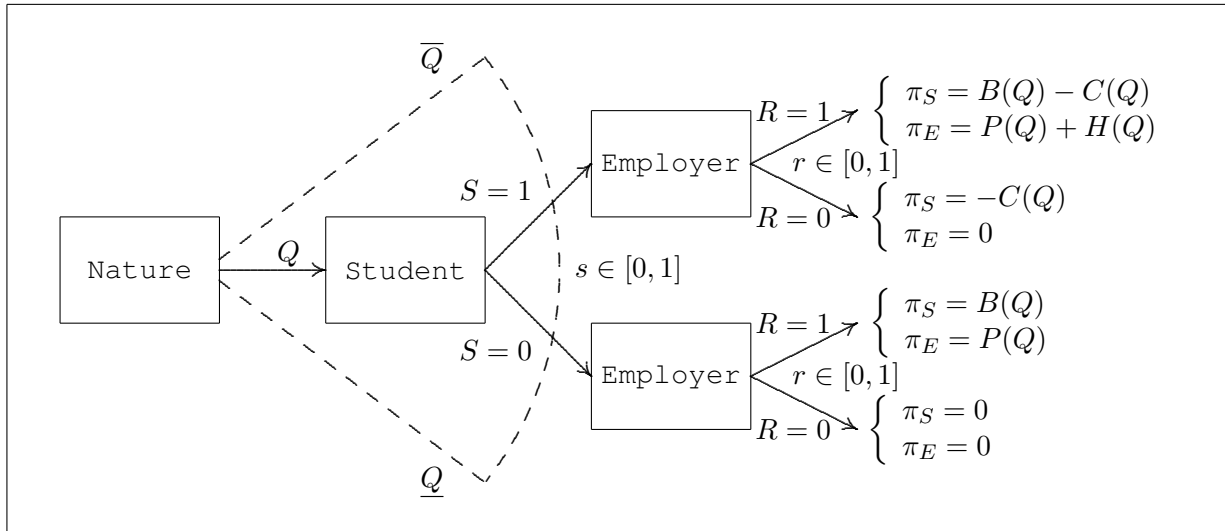 Q̅
R = 1
π_S = B(Q) − C(Q)
π_E = P(Q) + H(Q)
Employer
r ∈ [0, 1]
S = 1
R = 0
π_S = −C(Q)
π_E = 0
Nature
Q
Student
s ∈ [0, 1]
R = 1
π_S = B(Q)
π_E = P(Q)
S = 0
Employer
r ∈ [0, 1]
R = 0
π_S = 0
π_E = 0
Q̲